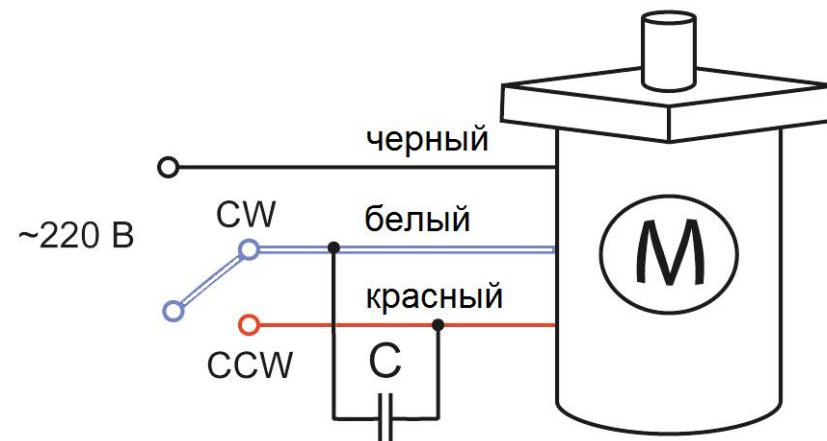 черный
~220 В
CW
белый
красный
CCW
C
M